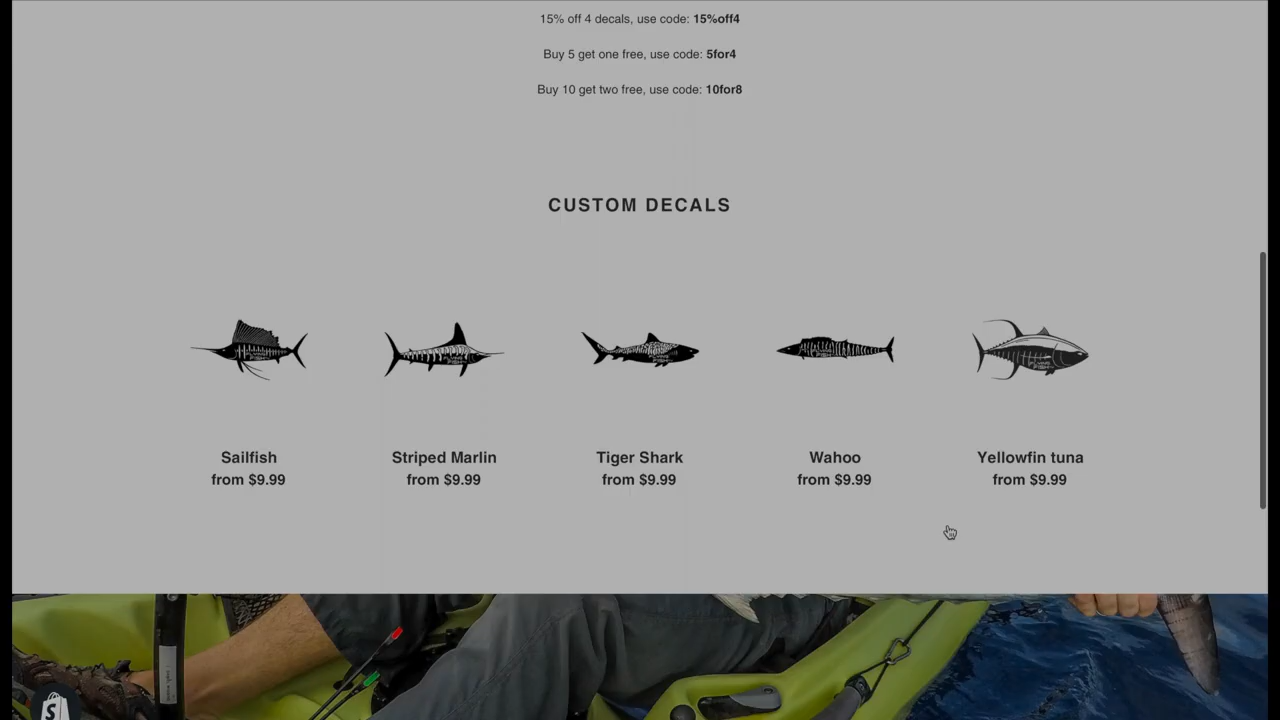 15% off 4 decals, use code: 15%off4
Buy 5 get one free, use code: 5for4
Buy 10 get two free, use code: 10for8
CUSTOM DECALS
Sailfish
from $9.99
Striped Marlin
from $9.99
Tiger Shark
from $9.99
Wahoo
from $9.99
Yellowfin tuna
from $9.99
S